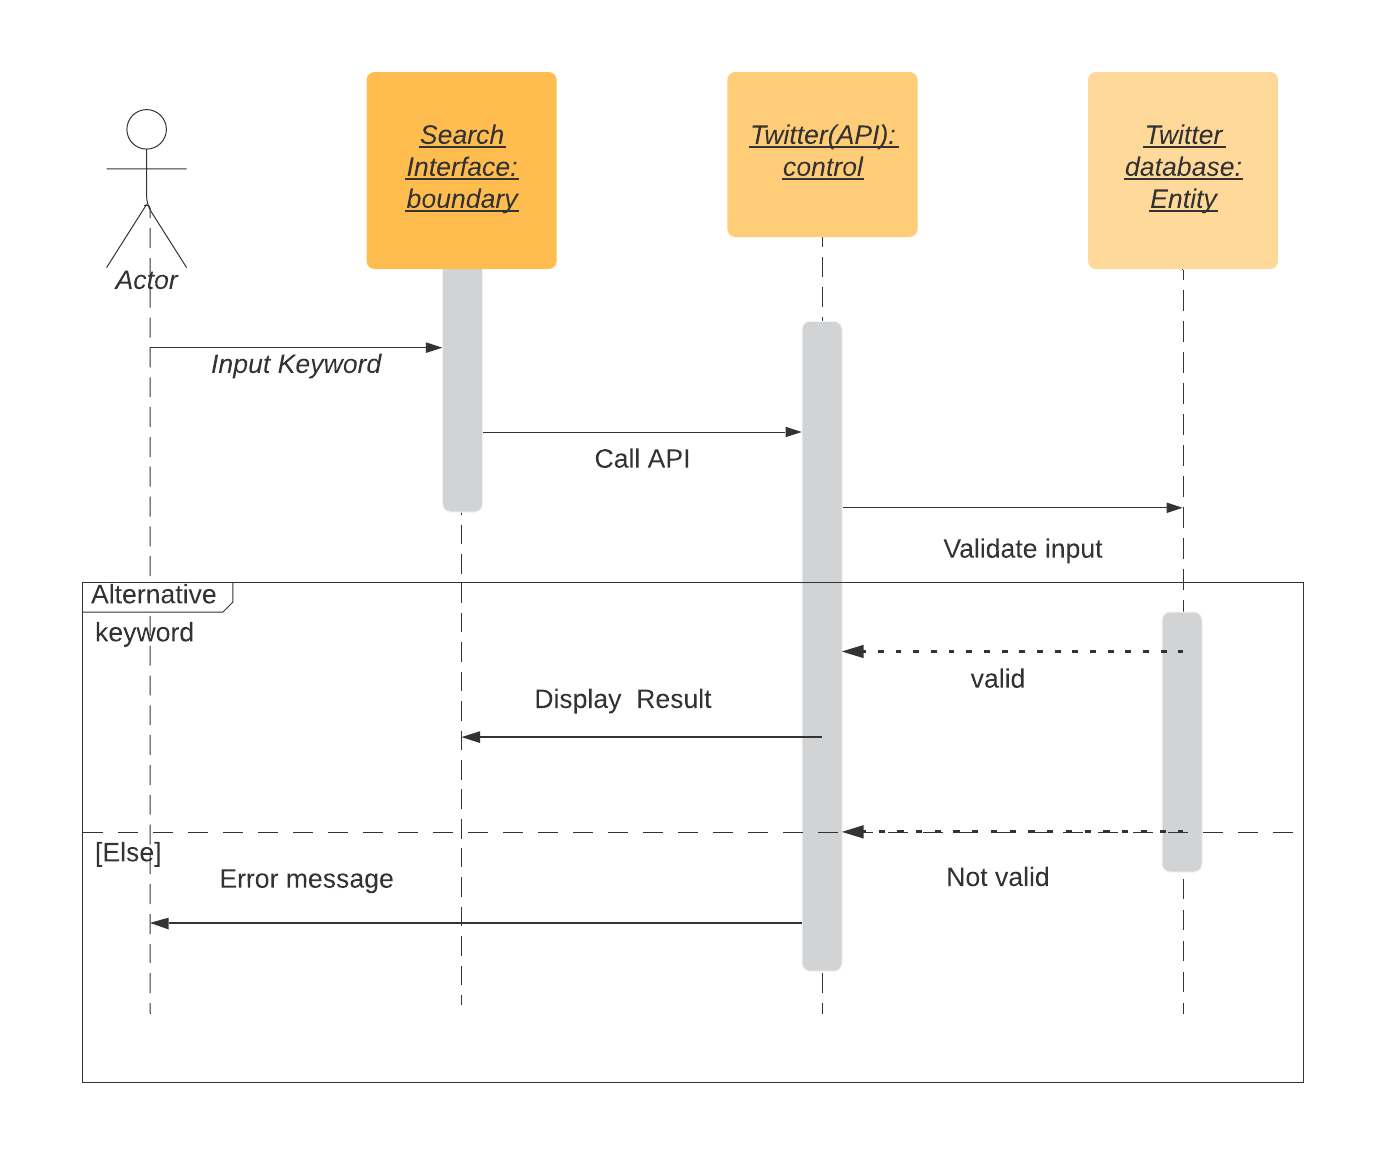 Search
Interface:
boundary
Twitter(API):
control
Twitter
database:
Entity
Actor
Input Keyword
Call API
Validate input
Alternative
keyword
valid
Display  Result
[Else]
Error message
Not valid